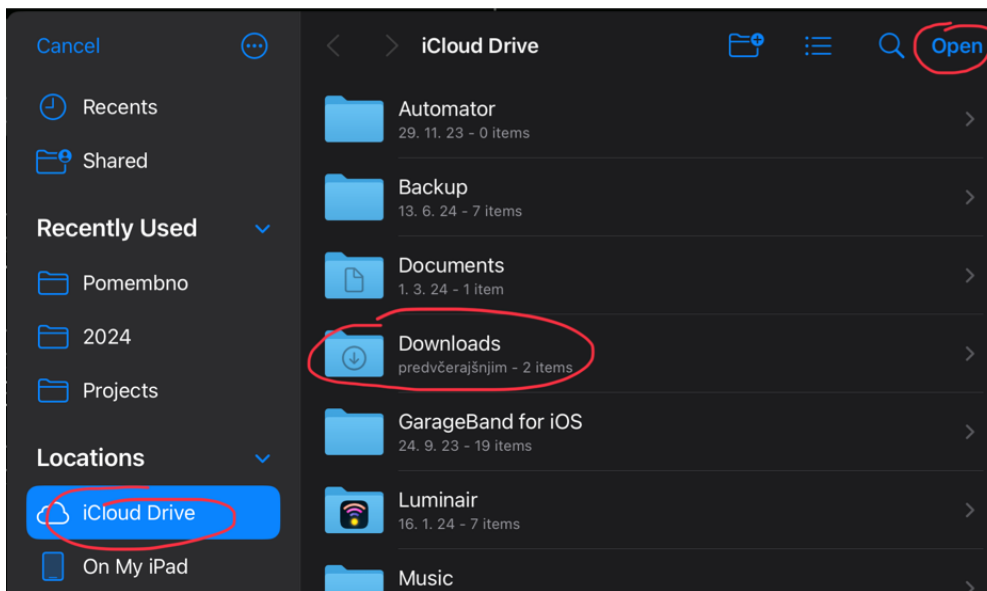 Cancel
Recents
Shared
Recently Used
Pomembno
2024
Projects
Locations
iCloud Drive
On My iPad
iCloud Drive
Open
Automator
29. 11. 23 - 0 items
Backup
13. 6. 24 - 7 items
Documents
1. 3. 24 - 1 item
Downloads
predvčerajšnjim - 2 items
GarageBand for iOS
24. 9. 23 - 19 items
Luminair
16. 1. 24 - 7 items
Music